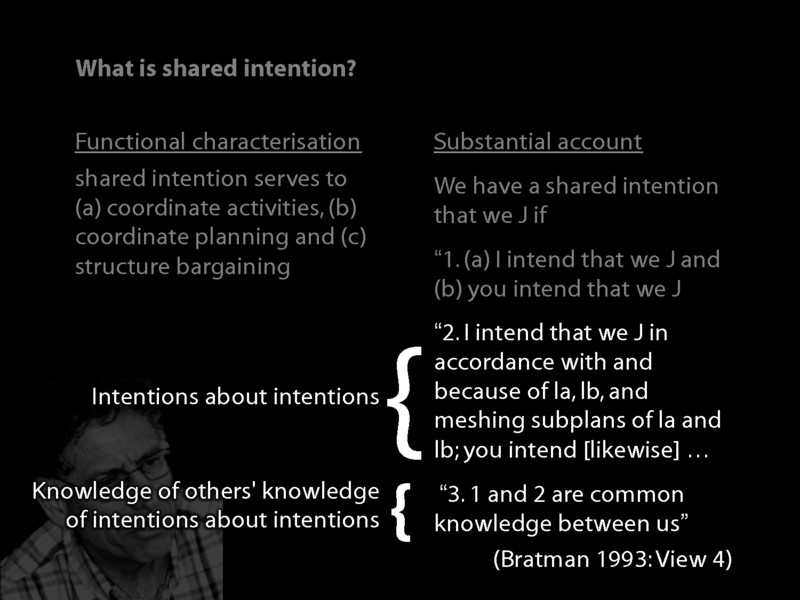 What is shared intention?
Functional characterisation
shared intention serves to
(a) coordinate activities, (b)
coordinate planning and (c)
structure bargaining
Substantial account
We have a shared intention
that we J if
“1. (a) I intend that we J and
(b) you intend that we J
Intentions about intentions
{
“2. I intend that we J in
accordance with and
because of la, lb, and
meshing subplans of la and
lb; you intend [likewise] …
Knowledge of others' knowledge
of intentions about intentions
{
“3. 1 and 2 are common
knowledge between us”
(Bratman 1993: View 4)